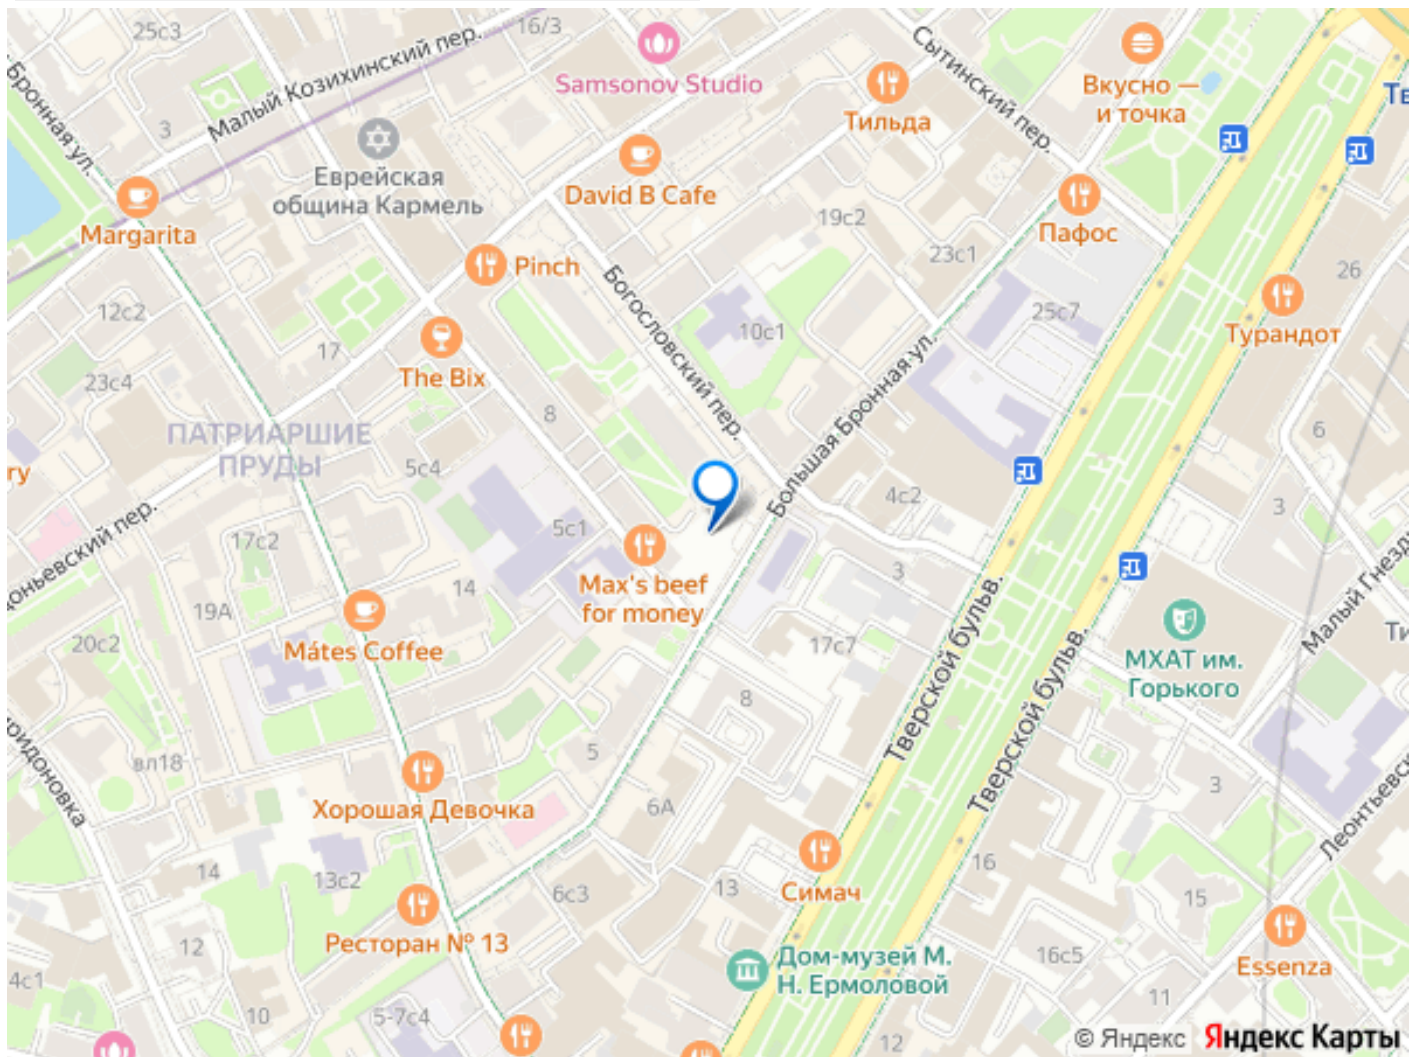 25с3
16/3
Бронная ул.
Малый Козихинский пер.
Samsonov Studio
Сытинский пер.
Вкусно —
и точка
Тильда
3
Еврейская
община Кармель
David B Cafe
Margarita
19с2
Пафос
23с1
Pinch
Богословский пер.
26
12с2
10с1
25с7
Турандот
17
The Bix
23с4
8
Большая Бронная ул.
6
ПАТРИАРШИЕ
ПРУДЫ
5с4
4с2
3
5с1
17с2
Max's beef
for money
3
14
19А
20с2
Mátes Coffee
17с7
Тверской бульв.
Тверской бульв.
МХАТ им.
Горького
Малый Гнезд
8
5
вл18
3
Хорошая Девочка
6А
Леонтьевск
14
13с2
Симач
13
16
15
6с3
12
Ресторан № 13
Дом-музей М.
Н. Ермоловой
16с5
Essenza
4с1
10
5-7с4
11
12
© Яндекс Яндекс Карты